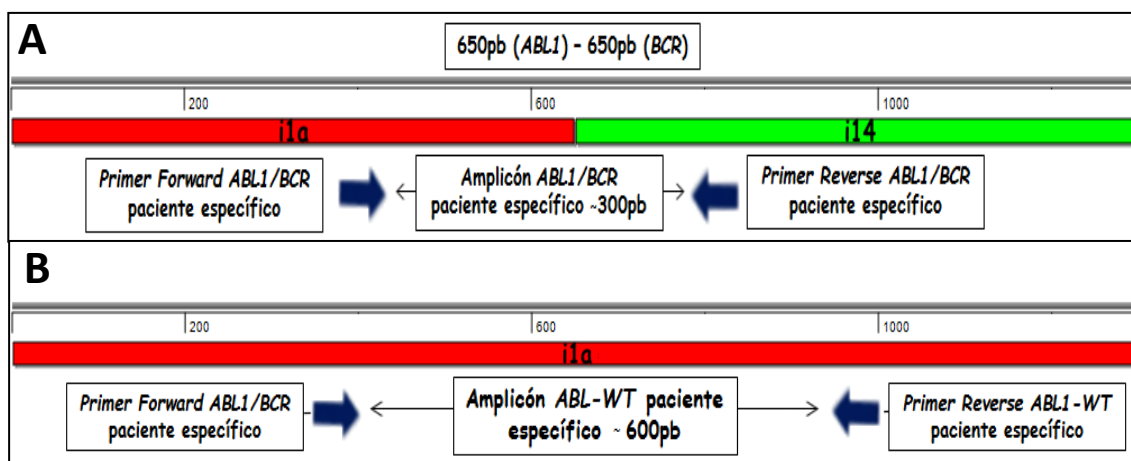 A
650pb (ABL1) - 650pb (BCR)
200 600 1000
i1a i14
Primer Forward ABL1/BCR
paciente específico
Amplicón ABL1/BCR
paciente específico ~300pb
Primer Reverse ABL1/BCR
paciente específico
B
200 600 1000
i1a
Primer Forward ABL1/BCR
paciente específico
Amplicón ABL-WT paciente
específico ~ 600pb
Primer Reverse ABL1-WT
paciente específico